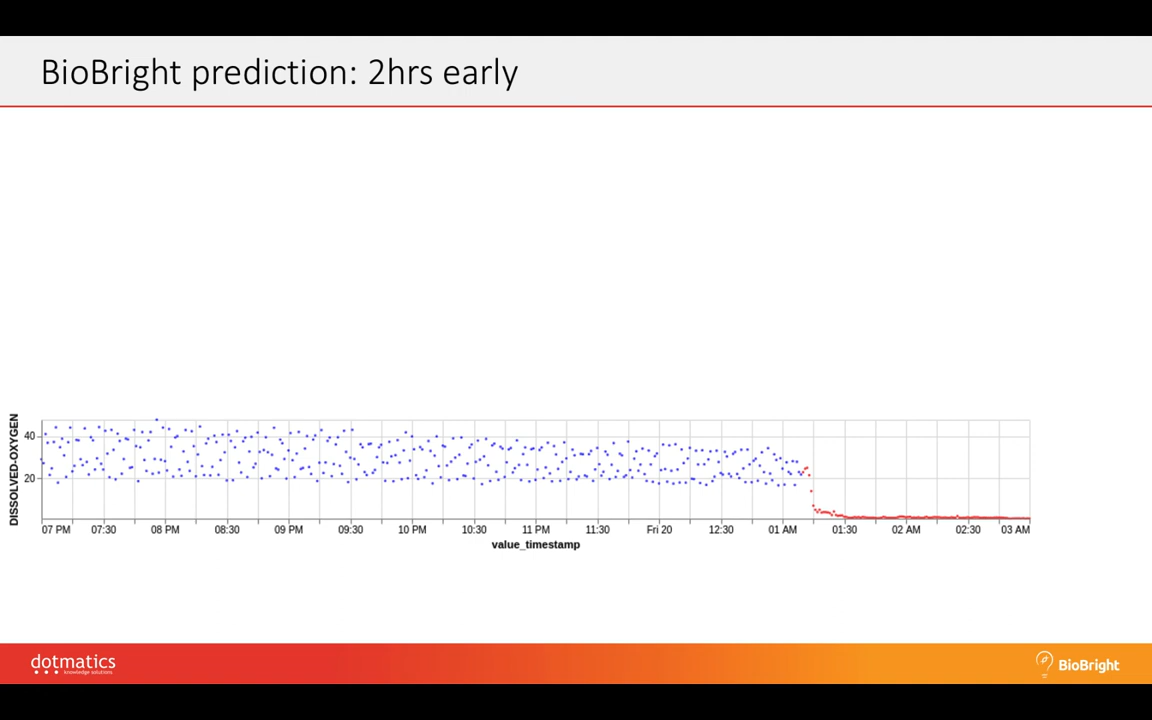 BioBright prediction: 2hrs early
DISSOLVED-OXYGEN
40
20
07 PM 07:30 08 PM 08:30 09 PM 09:30 10 PM 10:30 11 PM 11:30 Fri 20 12:30 01 AM 01:30 02 AM 02:30 03 AM
value_timestamp
dotmatics
knowledge solutions
BioBright